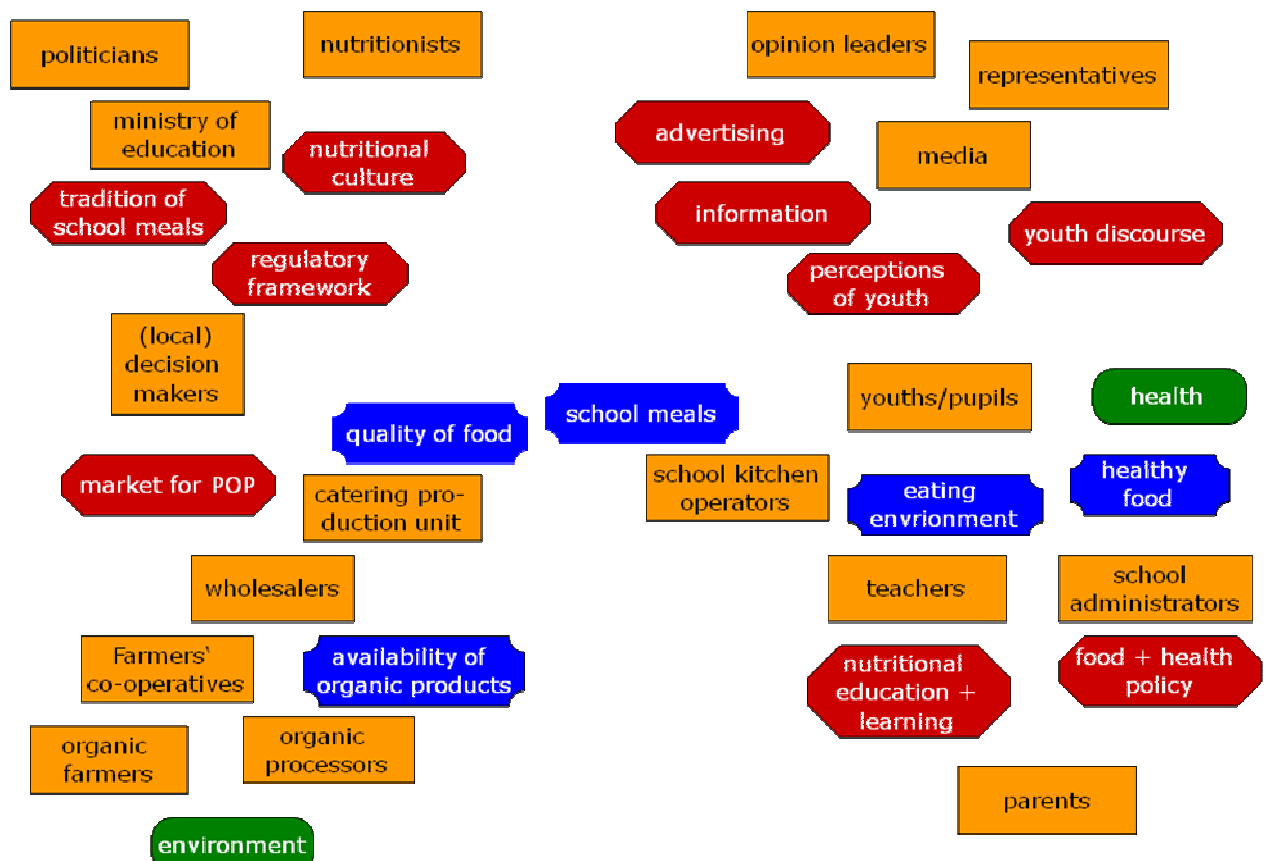 politicians
nutritionists
opinion leaders
representatives
ministry of
education
nutritional
culture
advertising
media
tradition of
school meals
information
youth discourse
regulatory
framework
perceptions
of youth
(local)
decision
makers
quality of food
school meals
youths/pupils
health
market for POP
catering pro-
duction unit
school kitchen
operators
eating
envrionment
healthy
food
wholesalers
teachers
school
administrators
Farmers'
co-operatives
availability of
organic products
nutritional
education +
learning
food + health
policy
organic
farmers
organic
processors
parents
environment